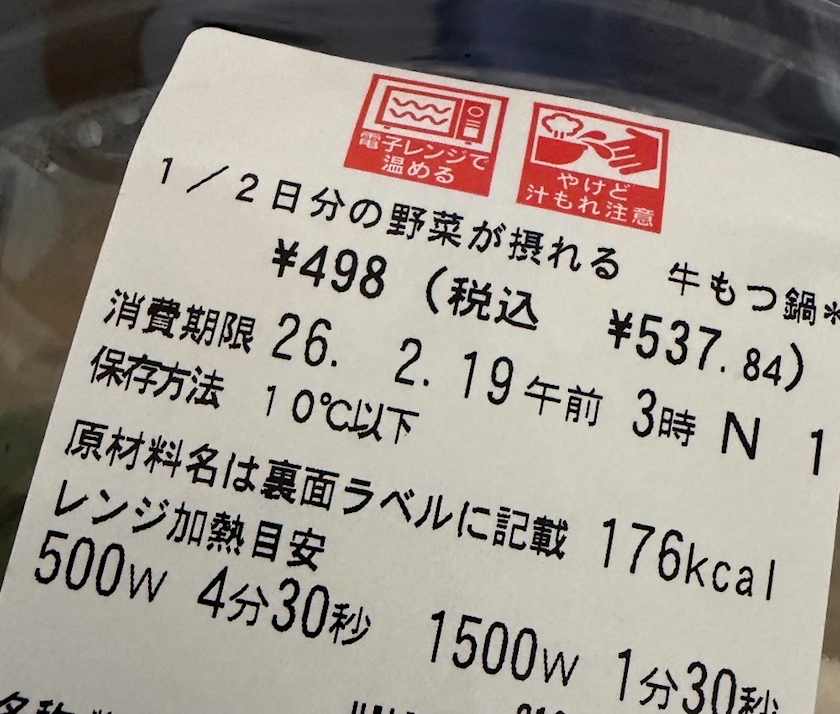 電子レンジで
温める
やけど
汁もれ注意
1/2日分の野菜が摂れる 牛もつ鍋*
¥498 (税込 ¥537.84)
消費期限 26. 2. 19午前 3時 N 1
保存方法 10℃以下
原材料名は裏面ラベルに記載 176kcal
レンジ加熱目安
500W 4分30秒 1500W 1分30秒